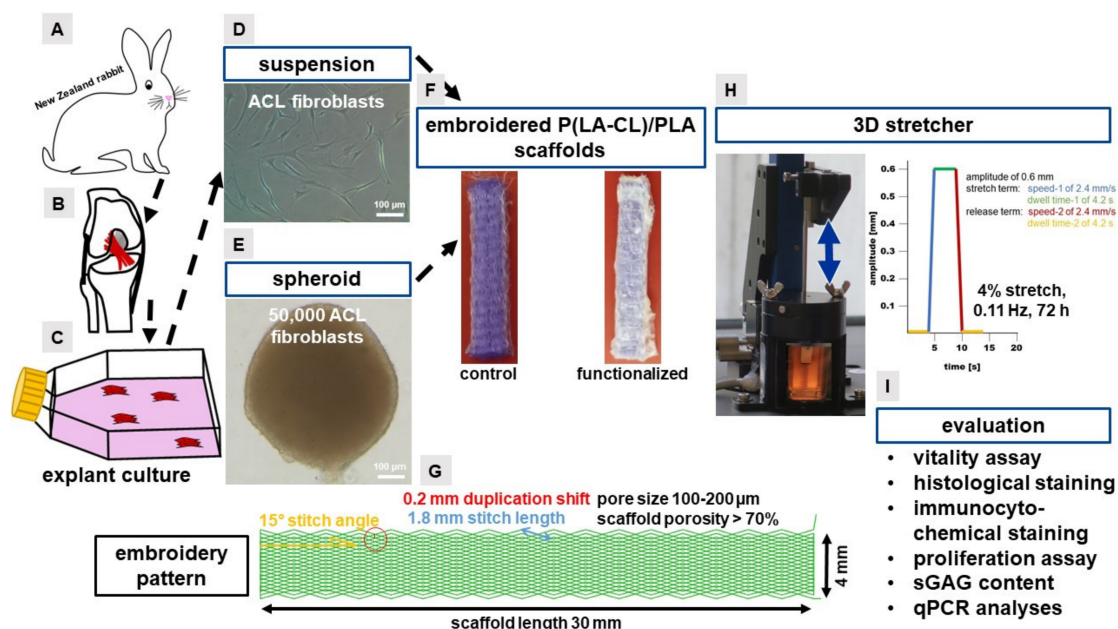 A
New Zealand rabbit
B
C
explant culture
D
suspension
ACL fibroblasts
100 µm
E
spheroid
50,000 ACL
fibroblasts
100 µm
F
embroidered P(LA-CL)/PLA
scaffolds
control
functionalized
G
0.2 mm duplication shift
pore size 100-200 µm
15° stitch angle
1.8 mm stitch length
scaffold porosity > 70%
embroidery
pattern
4 mm
scaffold length 30 mm
H
3D stretcher
amplitude [mm]
0.6
0.5
0.4
0.3
0.2
0.1
5
10
15
20
time [s]
amplitude of 0.6 mm
stretch term: speed-1 of 2.4 mm/s
dwell time-1 of 4.2 s
release term: speed-2 of 2.4 mm/s
dwell time-2 of 4.2 s
4% stretch,
0.11 Hz, 72 h
I
evaluation
• vitality assay
• histological staining
• immunocyto-
chemical staining
• proliferation assay
• sGAG content
• qPCR analyses